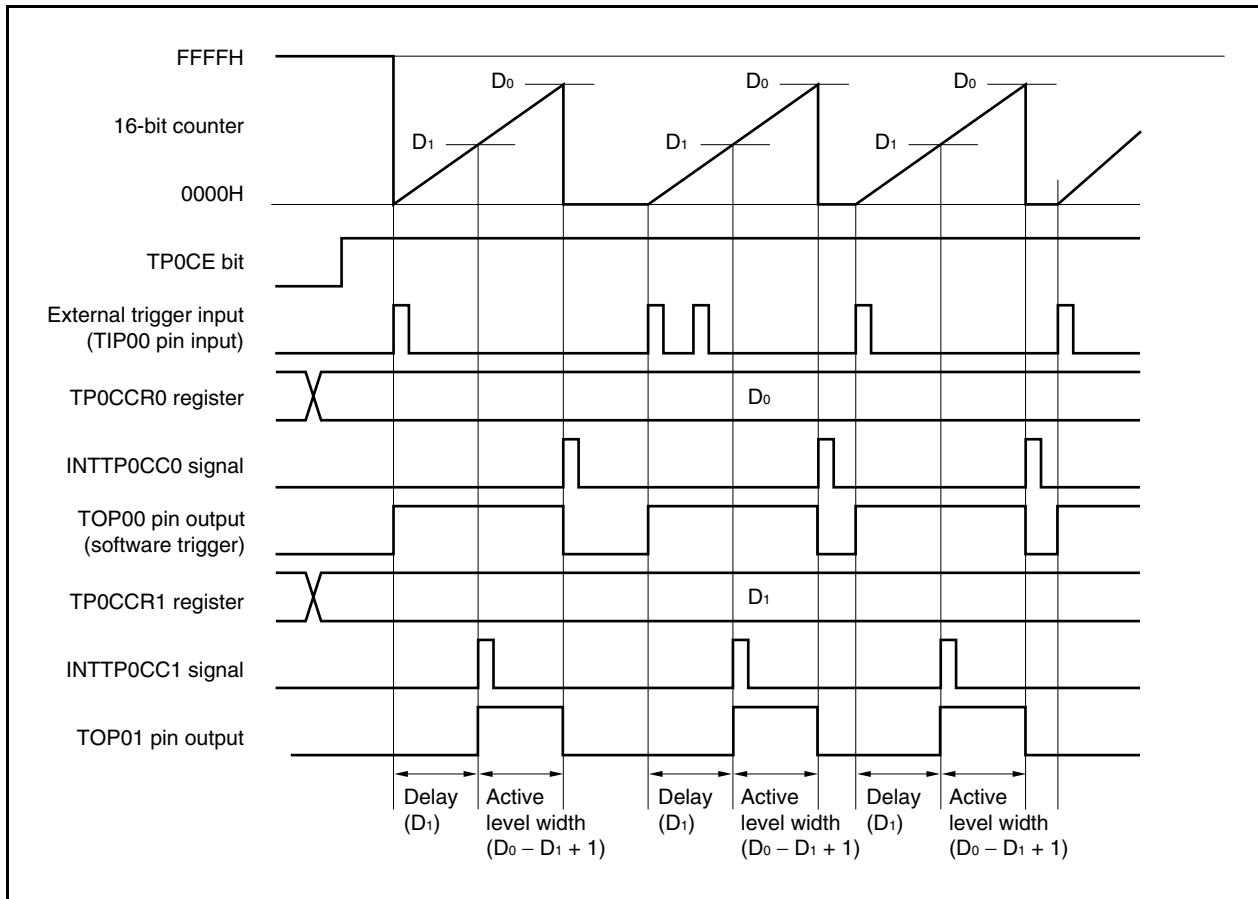 FFFFH
D₀
D₀
D₀
16-bit counter
D₁
D₁
D₁
0000H
TP0CE bit
External trigger input
(TIP00 pin input)
TP0CCR0 register
D₀
INTTP0CC0 signal
TOP00 pin output
(software trigger)
TP0CCR1 register
D₁
INTTP0CC1 signal
TOP01 pin output
Delay
(D₁)
Active
level width
(D₀ − D₁ + 1)
Delay
(D₁)
Active
level width
(D₀ − D₁ + 1)
Delay
(D₁)
Active
level width
(D₀ − D₁ + 1)